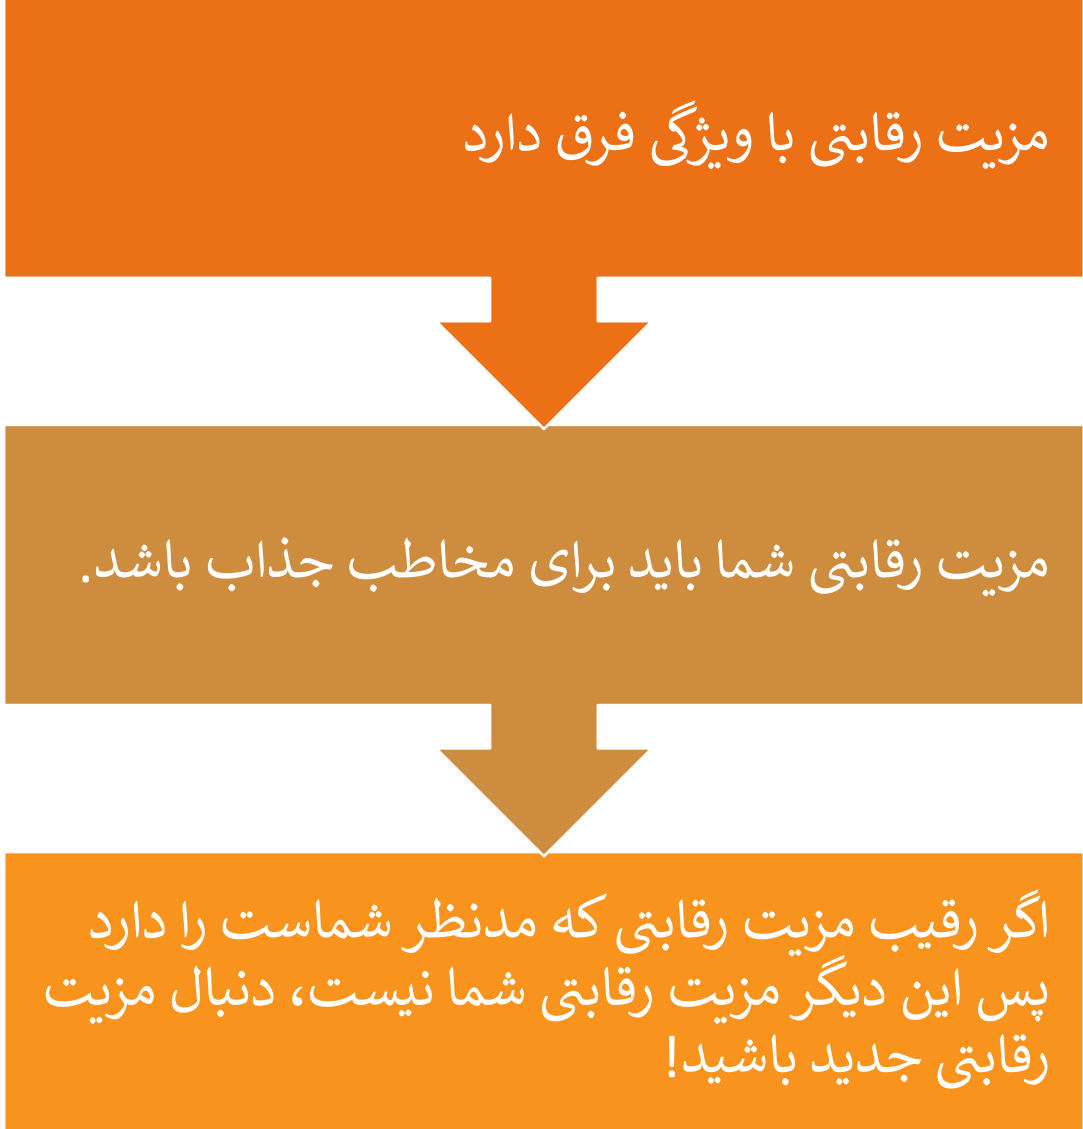 مزیت رقابتی با ویژگی فرق دارد
مزیت رقابتی شما باید برای مخاطب جذاب باشد.
اگر رقیب مزیت رقابتی که مدنظر شماست را دارد
پس این دیگر مزیت رقابتی شما نیست، دنبال مزیت
رقابتی جدید باشید!